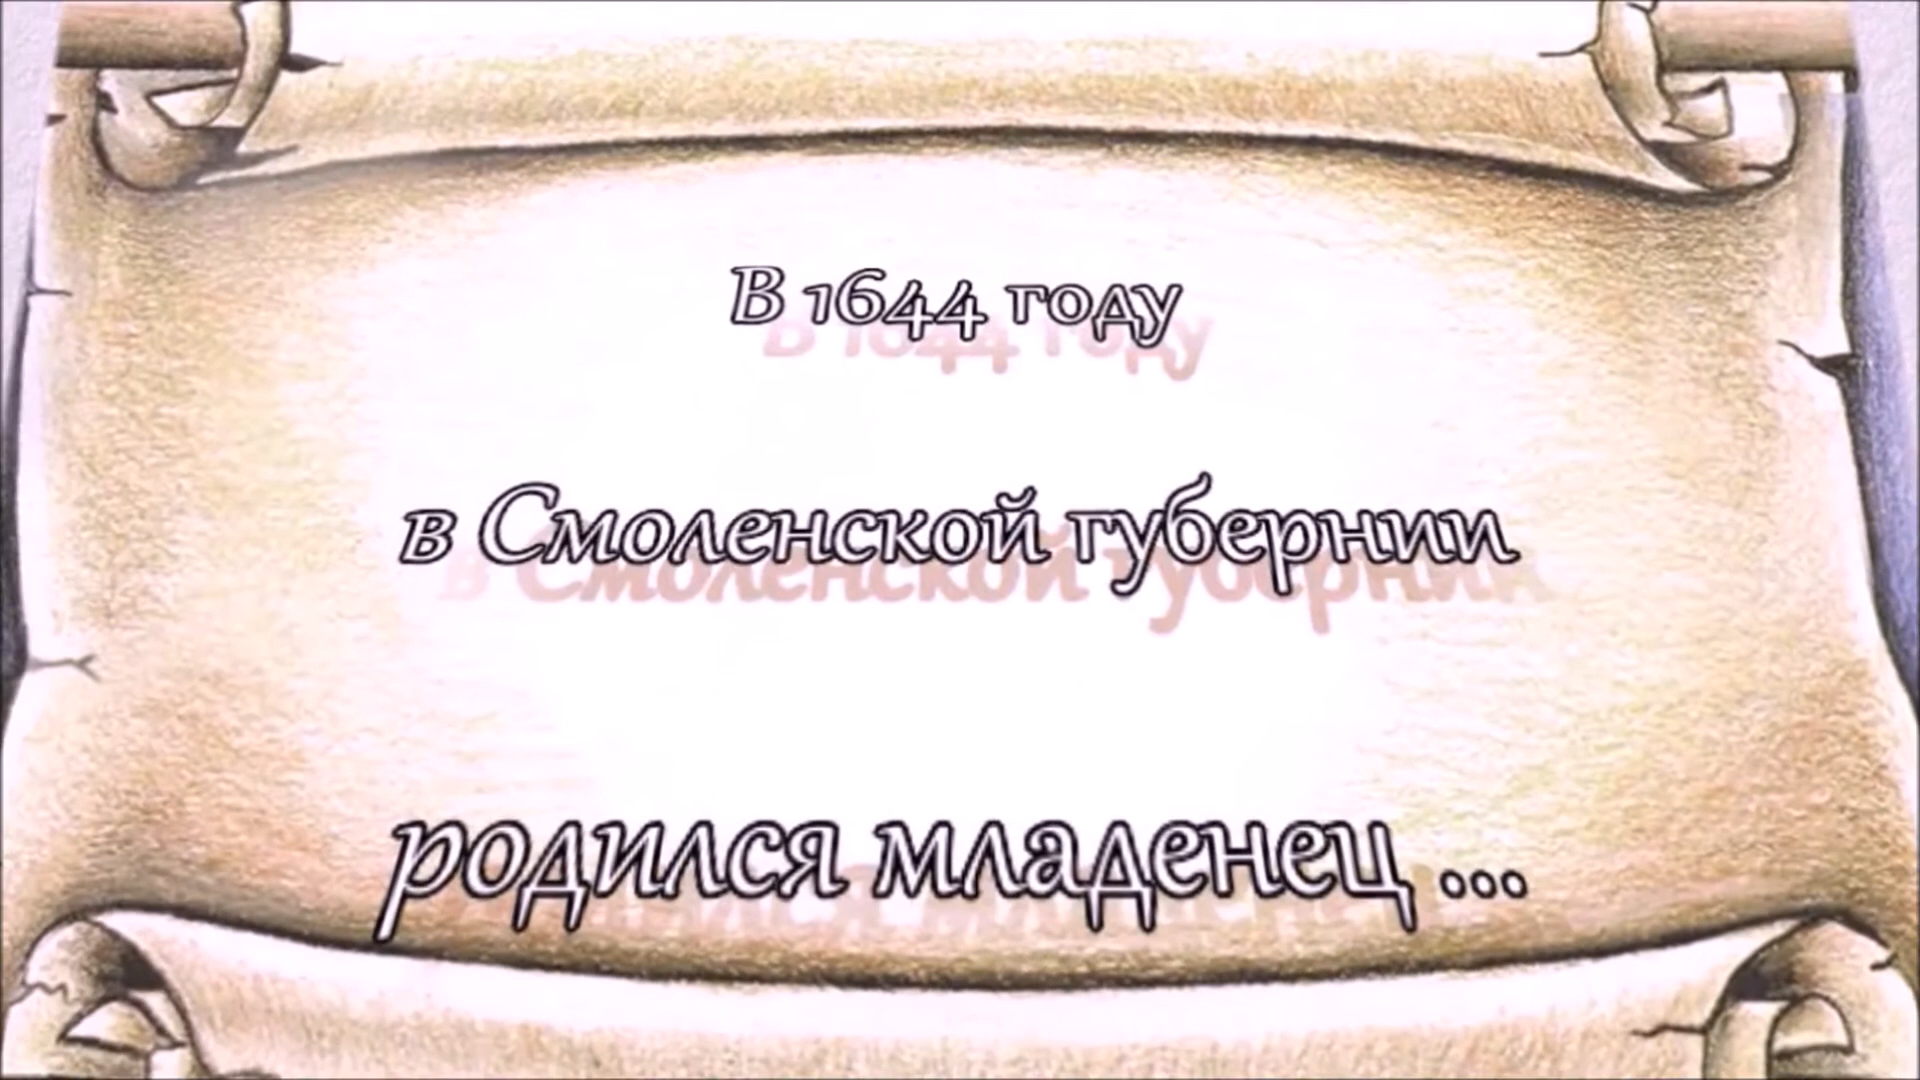 В 1644 году
в Смоленской губернии
родился младенец ...